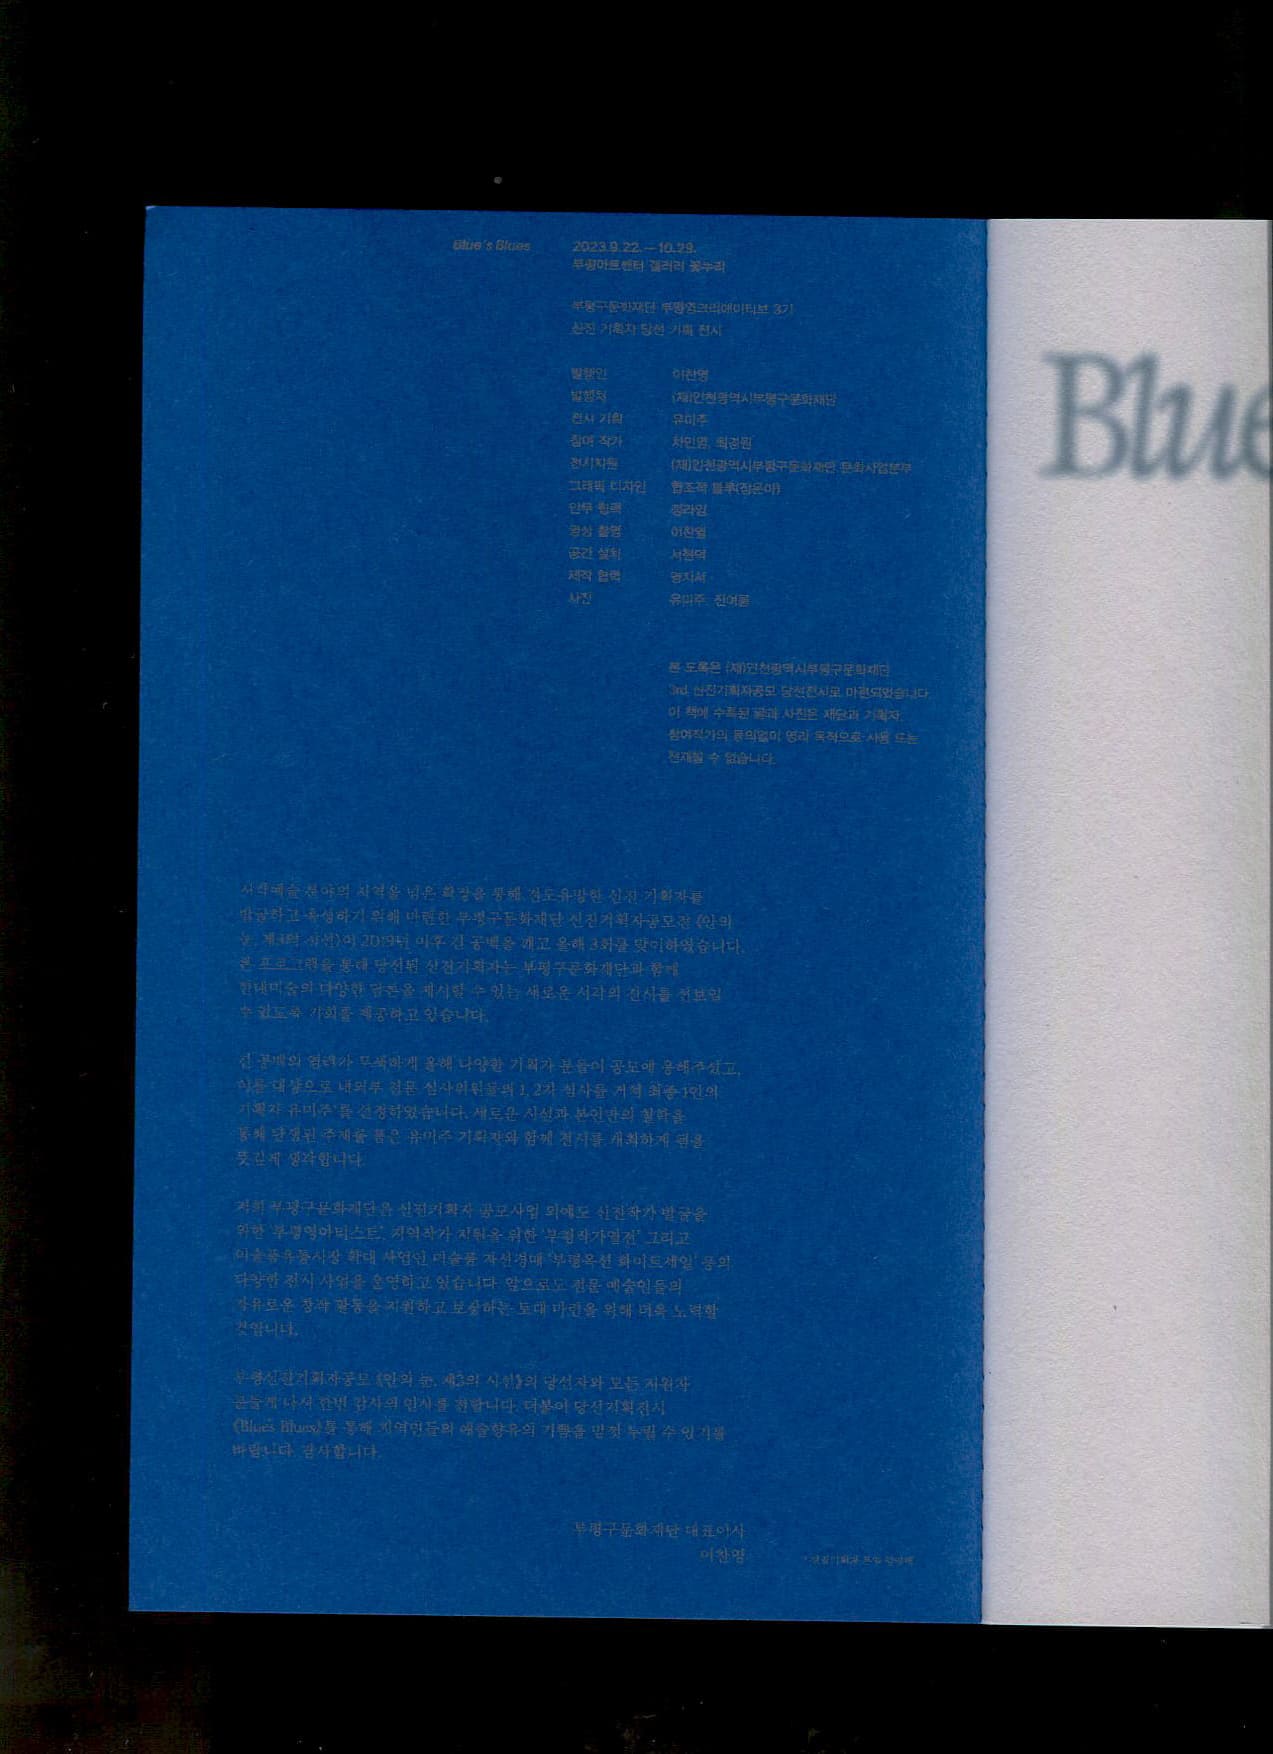 Blue's Blues
2023.9.22.—10.29.
부평아트센터 갤러리 꽃누리
부평구문화재단 부평영크리에이티브 3기
신진 기획자 당선 기획 전시
발행인 이찬영
발행처 (재)인천광역시부평구문화재단
전시 기획 유미주
참여 작가 차민영, 최경원
전시지원 (재)인천광역시부평구문화재단 문화사업본부
그래픽 디자인 협조적 블루
안무 협력 정라임
영상 촬영 이찬열
공간 설치 서현덕
제작 협력
사진 유미주,
본 도록은 (재)인천광역시부평구문화재단
3rd 신진기획자공모 당선전시로 마련되었습니다.
이 책에 수록된 글과 사진은 재단과 기획자,
참여작가의 동의없이 영리 목적으로 사용 또는
전재할 수 없습니다.
시각예술 분야의 지역을 넘은 확장을 통해 전도유망한 신진 기획자를
발굴하고 육성하기 위해 마련한 부평구문화재단 신진기획자공모전 《안의
눈, 제3의 시선》이 2019년 이후 긴 공백을 깨고 올해 3회를 맞이하였습니다.
본 프로그램을 통해 당선된 신진기획자는 부평구문화재단과 함께
현대미술의 다양한 담론을 제시할 수 있는 새로운 시각의 전시를 선보일
수 있도록 기회를 제공하고 있습니다.
긴 공백의 염려가 무색하게 올해 다양한 기획자 분들이 공모에 응해주셨고,
이를 대상으로 내외부 전문 심사위원들의 1, 2차 심사를 거쳐 최종 1인의
기획자 '유미주'를 선정하였습니다. 새로운 시선과 본인만의 철학을
통해 탄생된 주제를 품은 유미주 기획자와 함께 전시를 개최하게 됨을
뜻깊게 생각합니다.
저희 부평구문화재단은 신진기획자 공모사업 외에도 신진작가 발굴을
위한 '부평영아티스트', 지역작가 지원을 위한 '부평작가열전' 그리고
미술품유통시장 확대 사업인 미술품 자선경매 '부평옥션 화이트세일' 등의
다양한 전시 사업을 운영하고 있습니다. 앞으로도 전문 예술인들의
자유로운 창작 활동을 지원하고 보장하는 토대 마련을 위해 더욱 노력할
것입니다.
부평신진기획자공모 《안의 눈, 제3의 시선》의 당선자와 모든 지원자
분들께 다시 한번 감사의 인사를 전합니다. 더불어 당선기획전시
《Blue's Blues》를 통해 지역민들의 예술향유의 기쁨을 맘껏 누릴 수 있기를
바랍니다. 감사합니다.
부평구문화재단 대표이사
이찬영
Blue